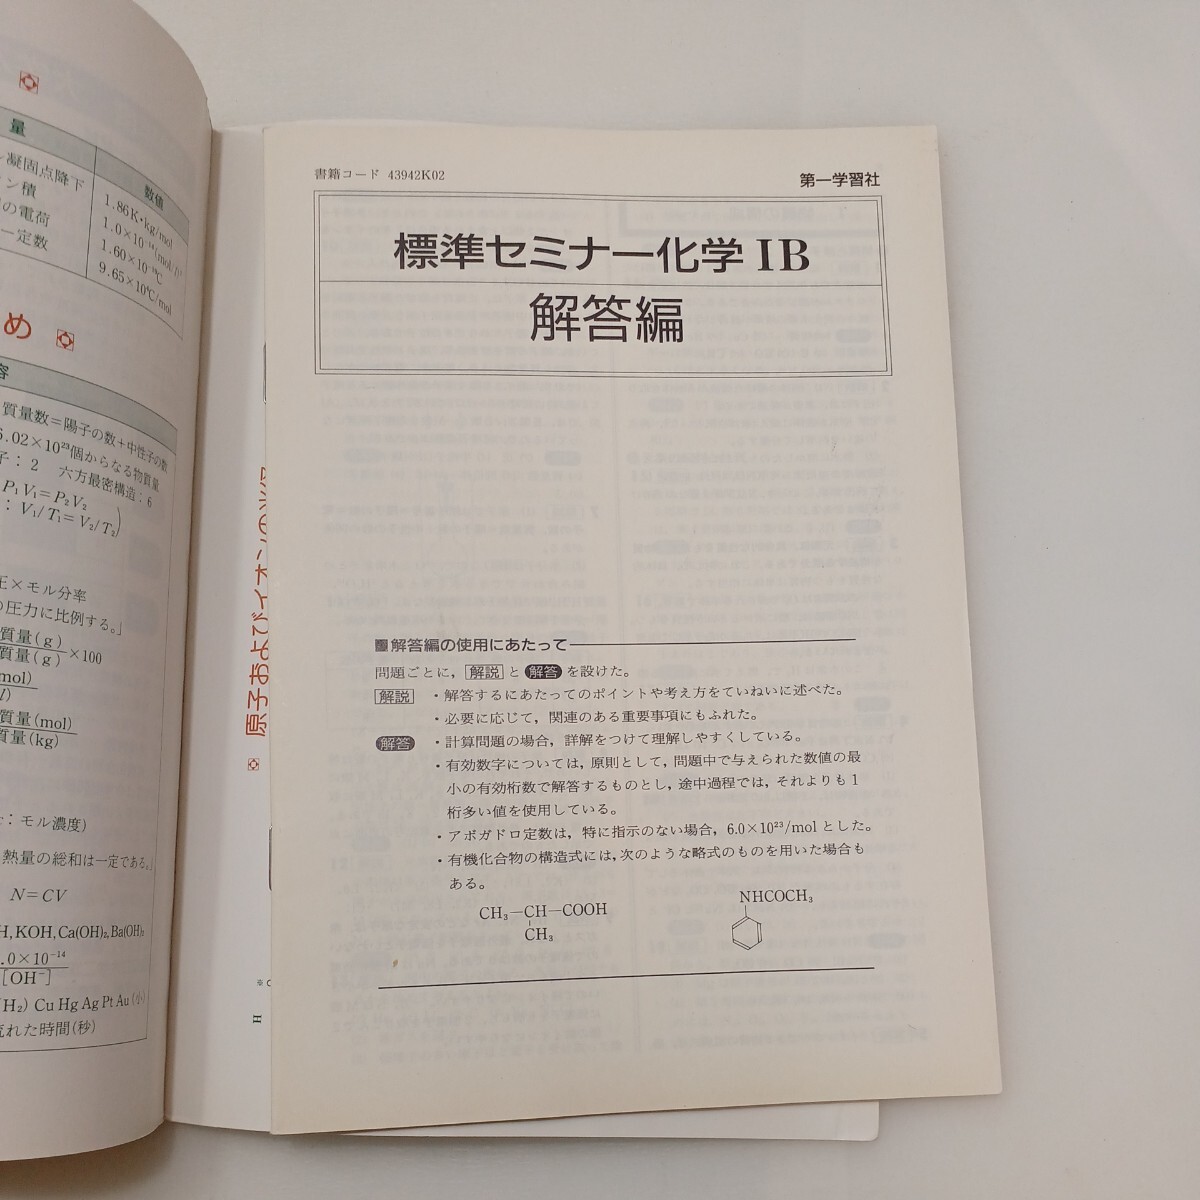 量
数値
凝固点降下
1.86K・kg/mol
ン積
1.0×10⁻¹⁴(mol/l)²
の電荷
1.60×10⁻¹⁹C
一定数
9.65×10⁴C/mol
め
容
質量数=陽子の数+中性子の数
6.02×10²³個からなる物質量
子: 2 六方最密構造: 6
P₁V₁=P₂V₂
: V₁/T₁=V₂/T₂
圧×モル分率
の圧力に比例する。」
質量(g)
質量(g) ×100
(mol)
質量(mol)
質量(kg)
: モル濃度)
熱量の総和は一定である。」
N=CV
H, KOH, Ca(OH)₂, Ba(OH)₂
.0×10⁻¹⁴
[OH⁻]
(H₂) Cu Hg Ag Pt Au (小)
流れた時間(秒)
原子およびイオンの
H
書籍コード 43942K02
第一学習社
標準セミナー化学ⅠB
解答編
解答編の使用にあたって
問題ごとに, 解説 と 解答 を設けた。
解説 ・解答するにあたってのポイントや考え方をていねいに述べた。
・必要に応じて, 関連のある重要事項にもふれた。
解答 ・計算問題の場合, 詳解をつけて理解しやすくしている。
・有効数字については, 原則として, 問題中で与えられた数値の最
小の有効桁数で解答するものとし, 途中過程では, それよりも1
桁多い値を使用している。
・アボガドロ定数は, 特に指示のない場合, 6.0×10²³/molとした。
・有機化合物の構造式には, 次のような略式のものを用いた場合も
ある。
NHCOCH₃
CH₃－CH－COOH
CH₃